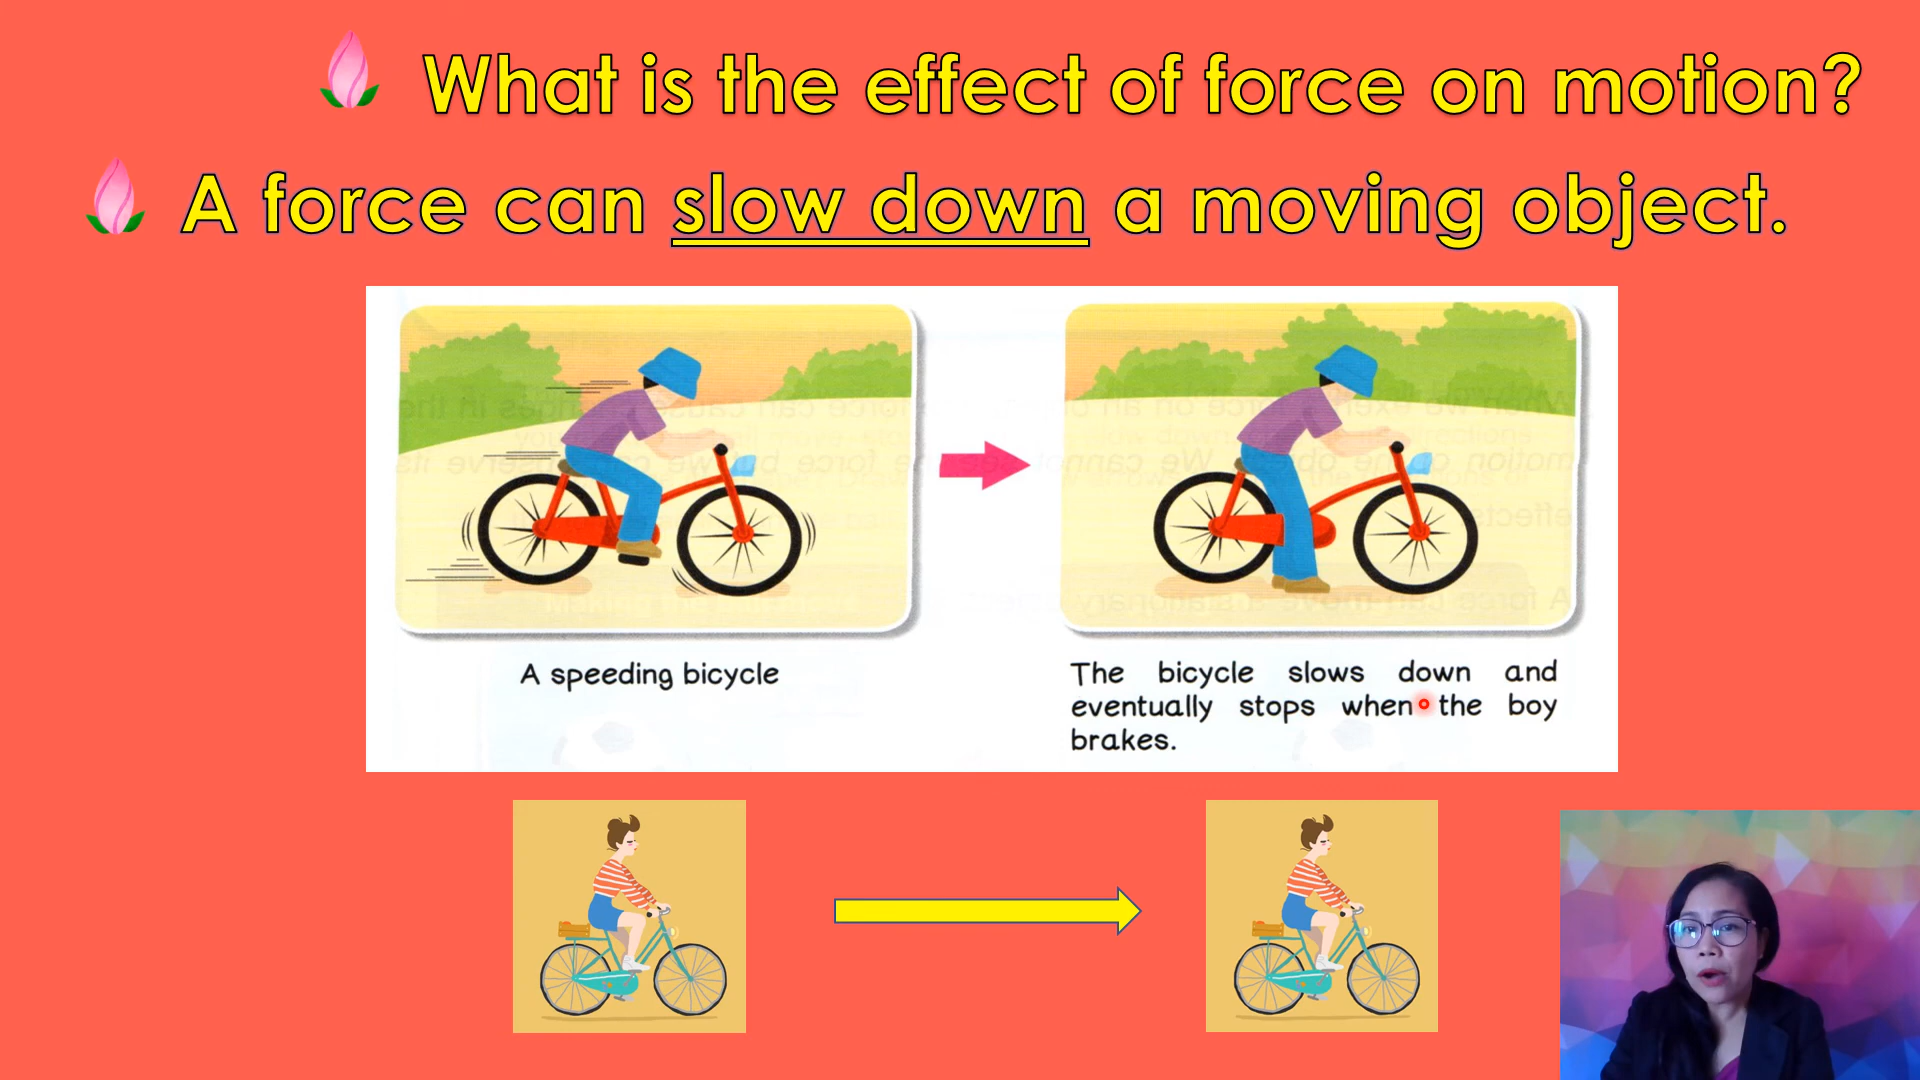 What is the effect of force on motion?
A force can slow down a moving object.
A speeding bicycle
The bicycle slows down and
eventually stops when the boy
brakes.